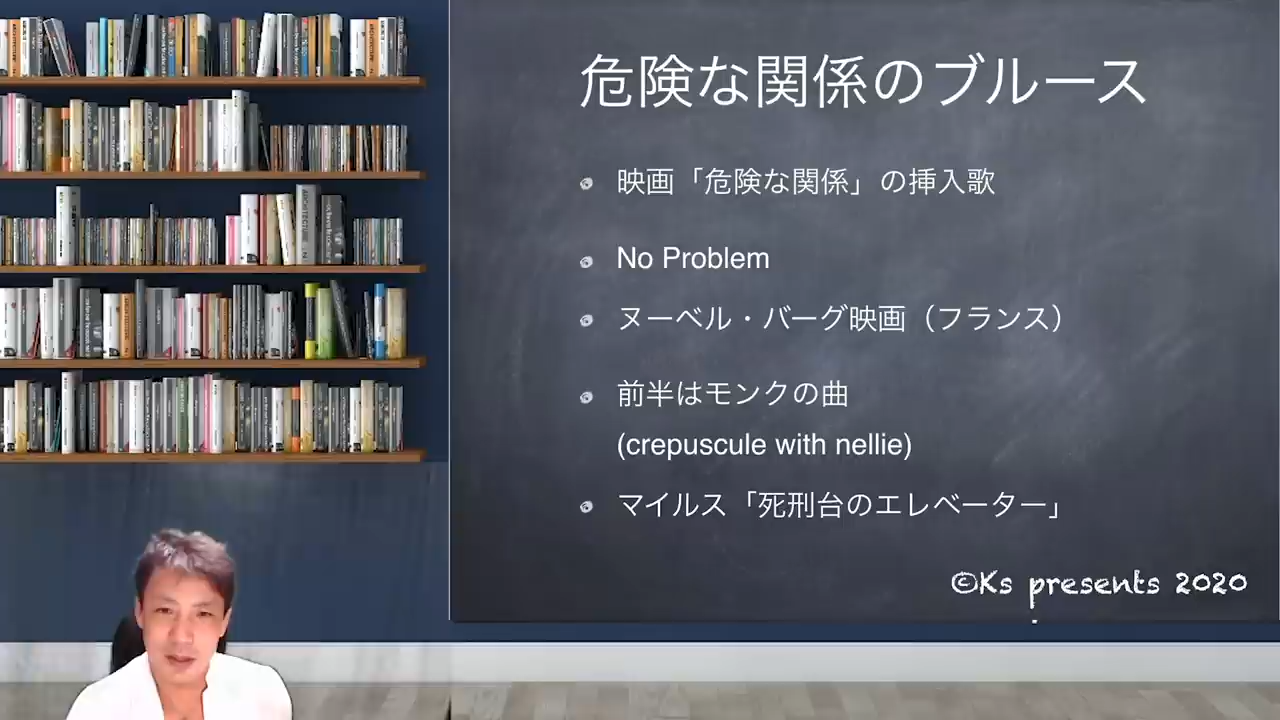 危険な関係のブルース
映画「危険な関係」の挿入歌
No Problem
ヌーベル・バーグ映画（フランス）
前半はモンクの曲
(crepuscule with nellie)
マイルス「死刑台のエレベーター」
©Ks presents 2020